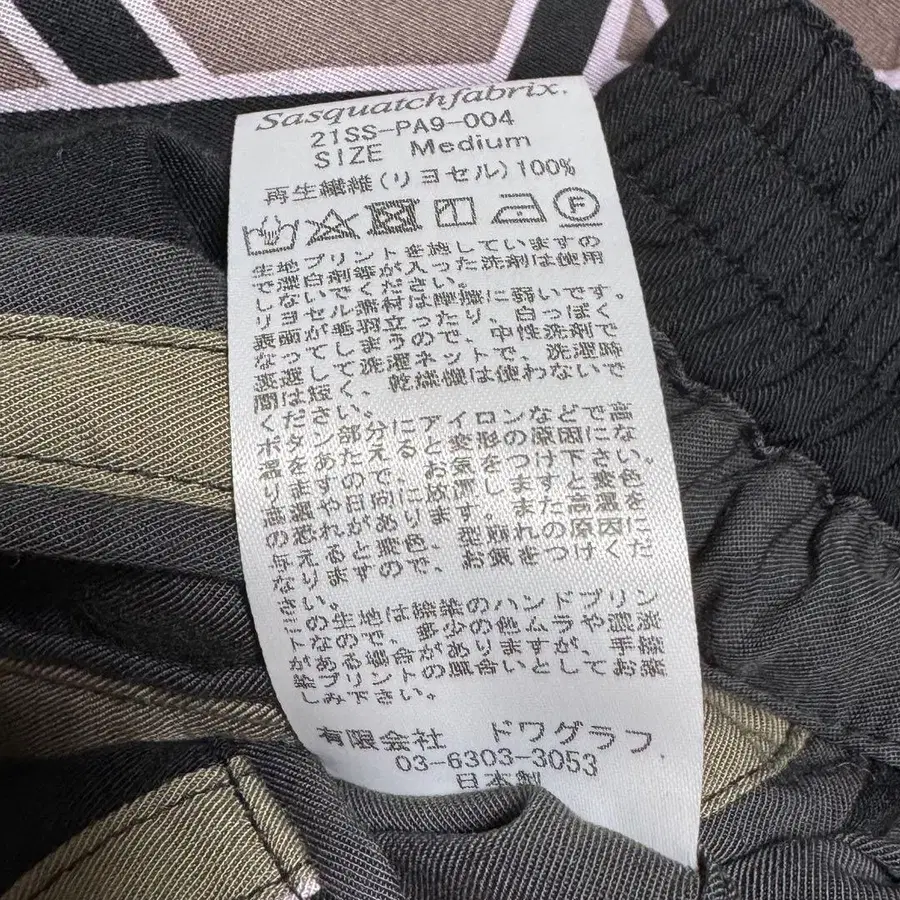 Sasquatchfabrix.
21SS-PA9-004
SIZE Medium
再生繊維(リヨセル)100%
F
生地プリントを施していますの
で漂白剤等が入った洗剤は使用
しないでください。
リヨセル素材は摩擦に弱いです。
表面が毛羽立ったり、白っぽく
なってしまうので、中性洗剤で
裏返して洗濯ネットで、洗濯時
間は短く、乾燥機は使わないで
ください。
ボタン部分にアイロンなどで高
温をあたえると変形の原因にな
りますので、お気をつけ下さい。
高温や日向に放置しますと変色
の恐れがあります。また高温を
与えると変色、型崩れの原因に
なりますので、お気をつけくだ
さい。
この生地は捺染のハンドプリン
トなので、多少の色ムラや濃淡
がある場合がありますが、手捺
染プリントの風合いとしてお楽
しみ下さい。
有限会社 ドワグラフ.
03-6303-3053
日本製